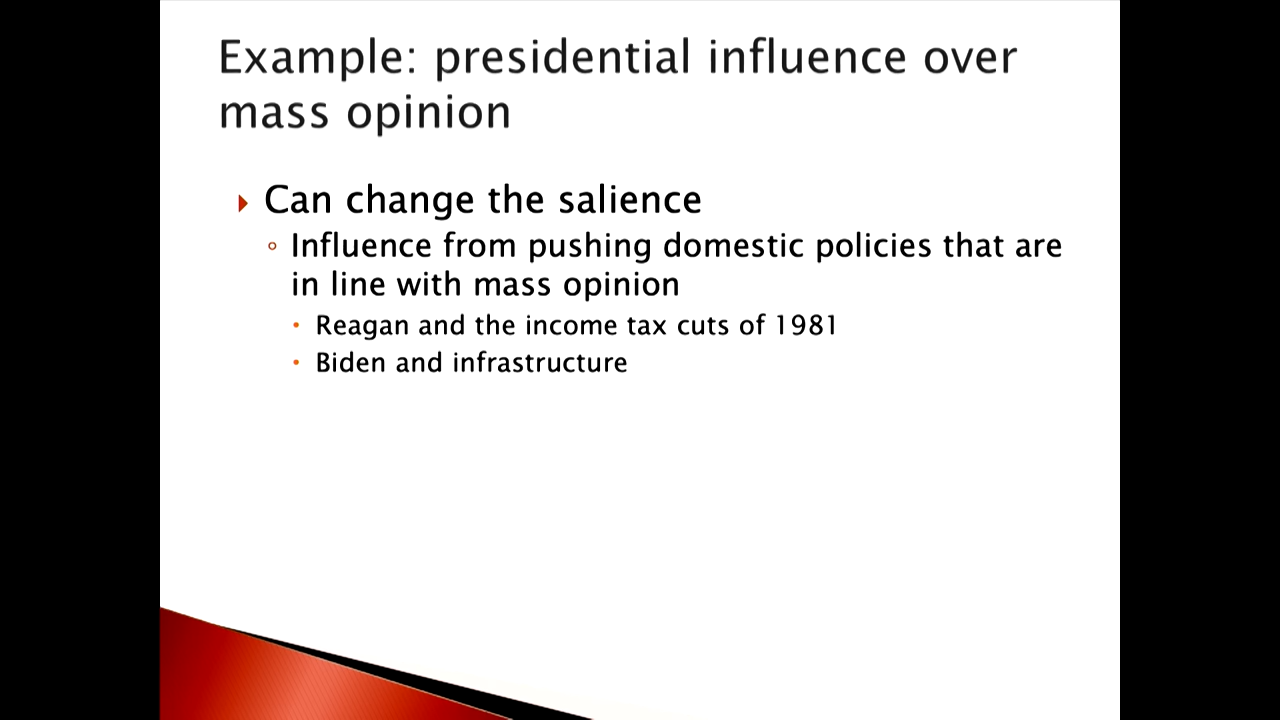 Example: presidential influence over
mass opinion
Can change the salience
Influence from pushing domestic policies that are
in line with mass opinion
Reagan and the income tax cuts of 1981
Biden and infrastructure